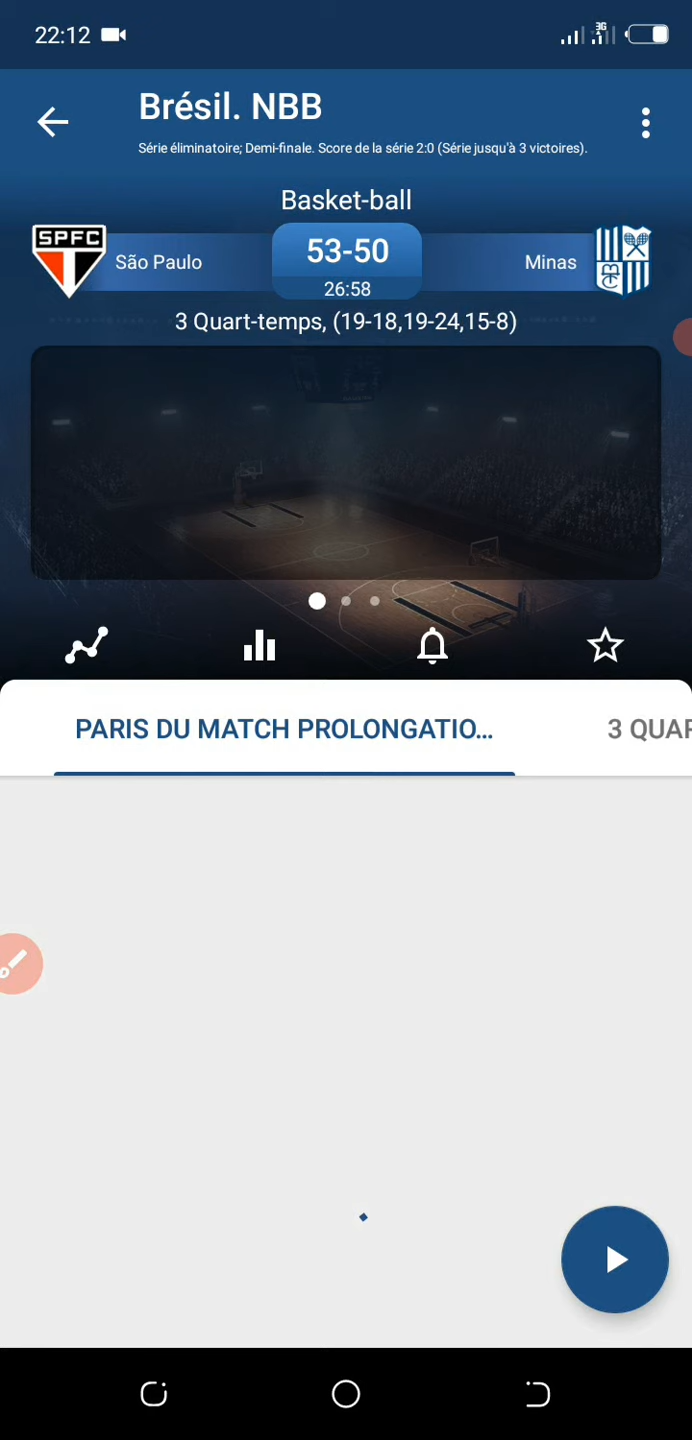 22:12
3G
Brésil. NBB
Série éliminatoire; Demi-finale. Score de la série 2:0 (Série jusqu'à 3 victoires).
Basket-ball
SPFC
São Paulo
53-50
Minas
26:58
3 Quart-temps, (19-18,19-24,15-8)
PARIS DU MATCH PROLONGATIO...
3 QUAR